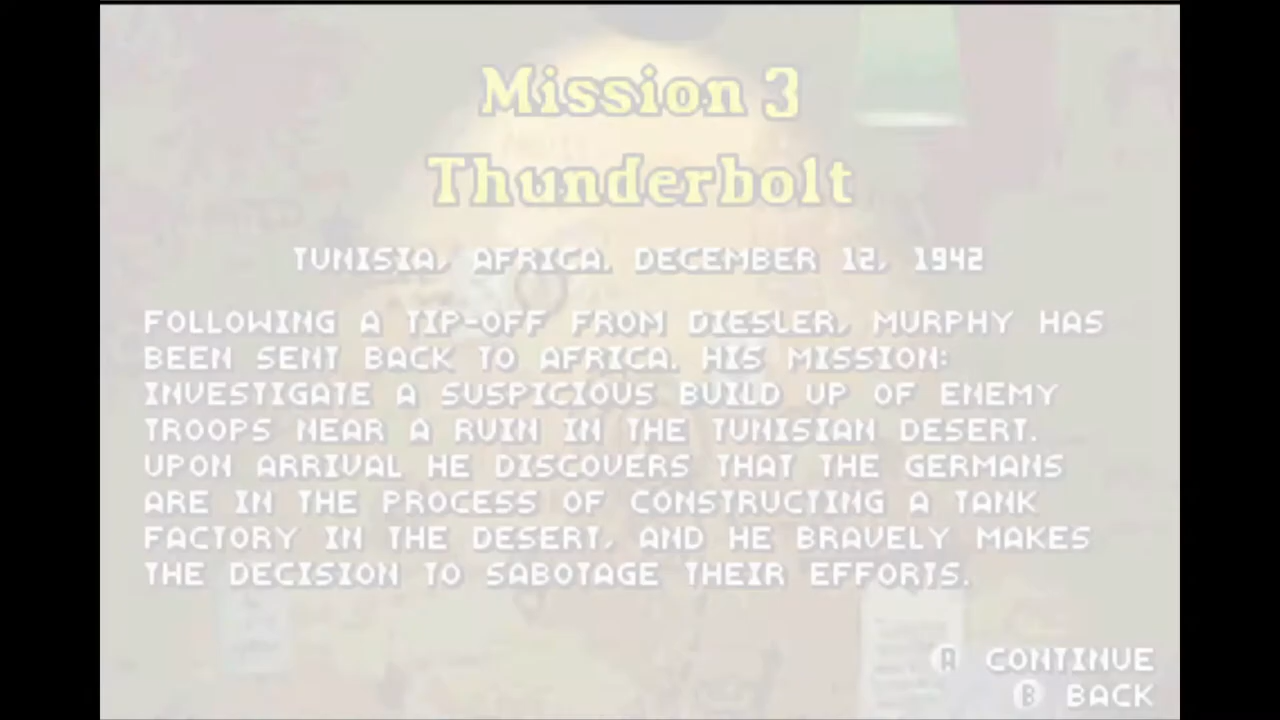 Mission 3
Thunderbolt
TUNISIA, AFRICA. DECEMBER 12, 1942
FOLLOWING A TIP-OFF FROM DIESLER, MURPHY HAS
BEEN SENT BACK TO AFRICA. HIS MISSION:
INVESTIGATE A SUSPICIOUS BUILD UP OF ENEMY
TROOPS NEAR A RUIN IN THE TUNISIAN DESERT.
UPON ARRIVAL HE DISCOVERS THAT THE GERMANS
ARE IN THE PROCESS OF CONSTRUCTING A TANK
FACTORY IN THE DESERT, AND HE BRAVELY MAKES
THE DECISION TO SABOTAGE THEIR EFFORTS.
A CONTINUE
B BACK